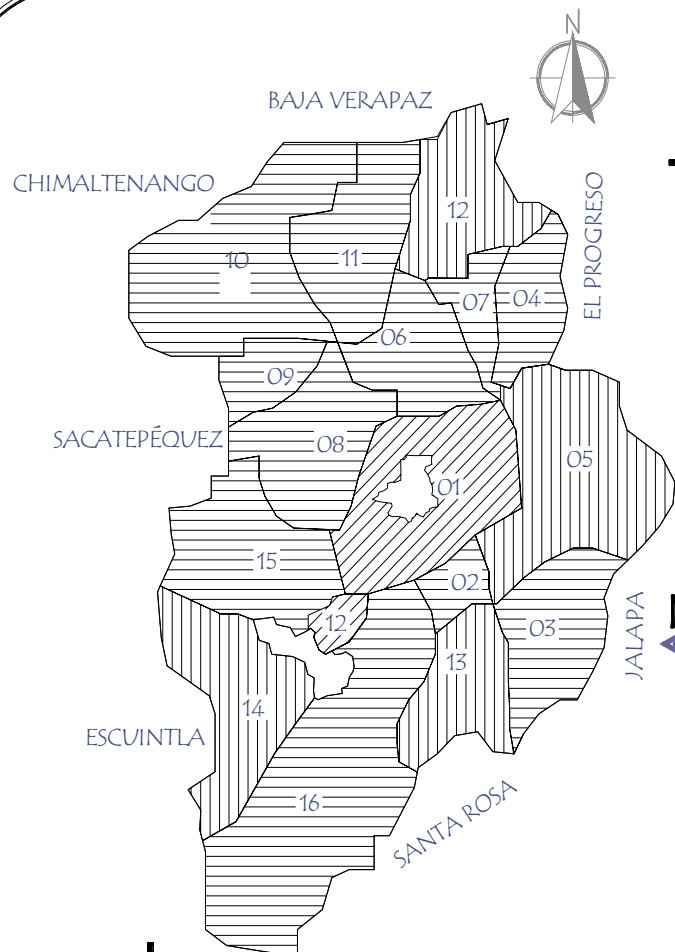 N
BAJA VERAPAZ
CHIMALTENANGO
EL PROGRESO
12
10
11
07
04
06
09
SACATEPÉQUEZ
08
05
01
15
02
12
03
JALAPA
13
14
ESCUINTLA
16
SANTA ROSA